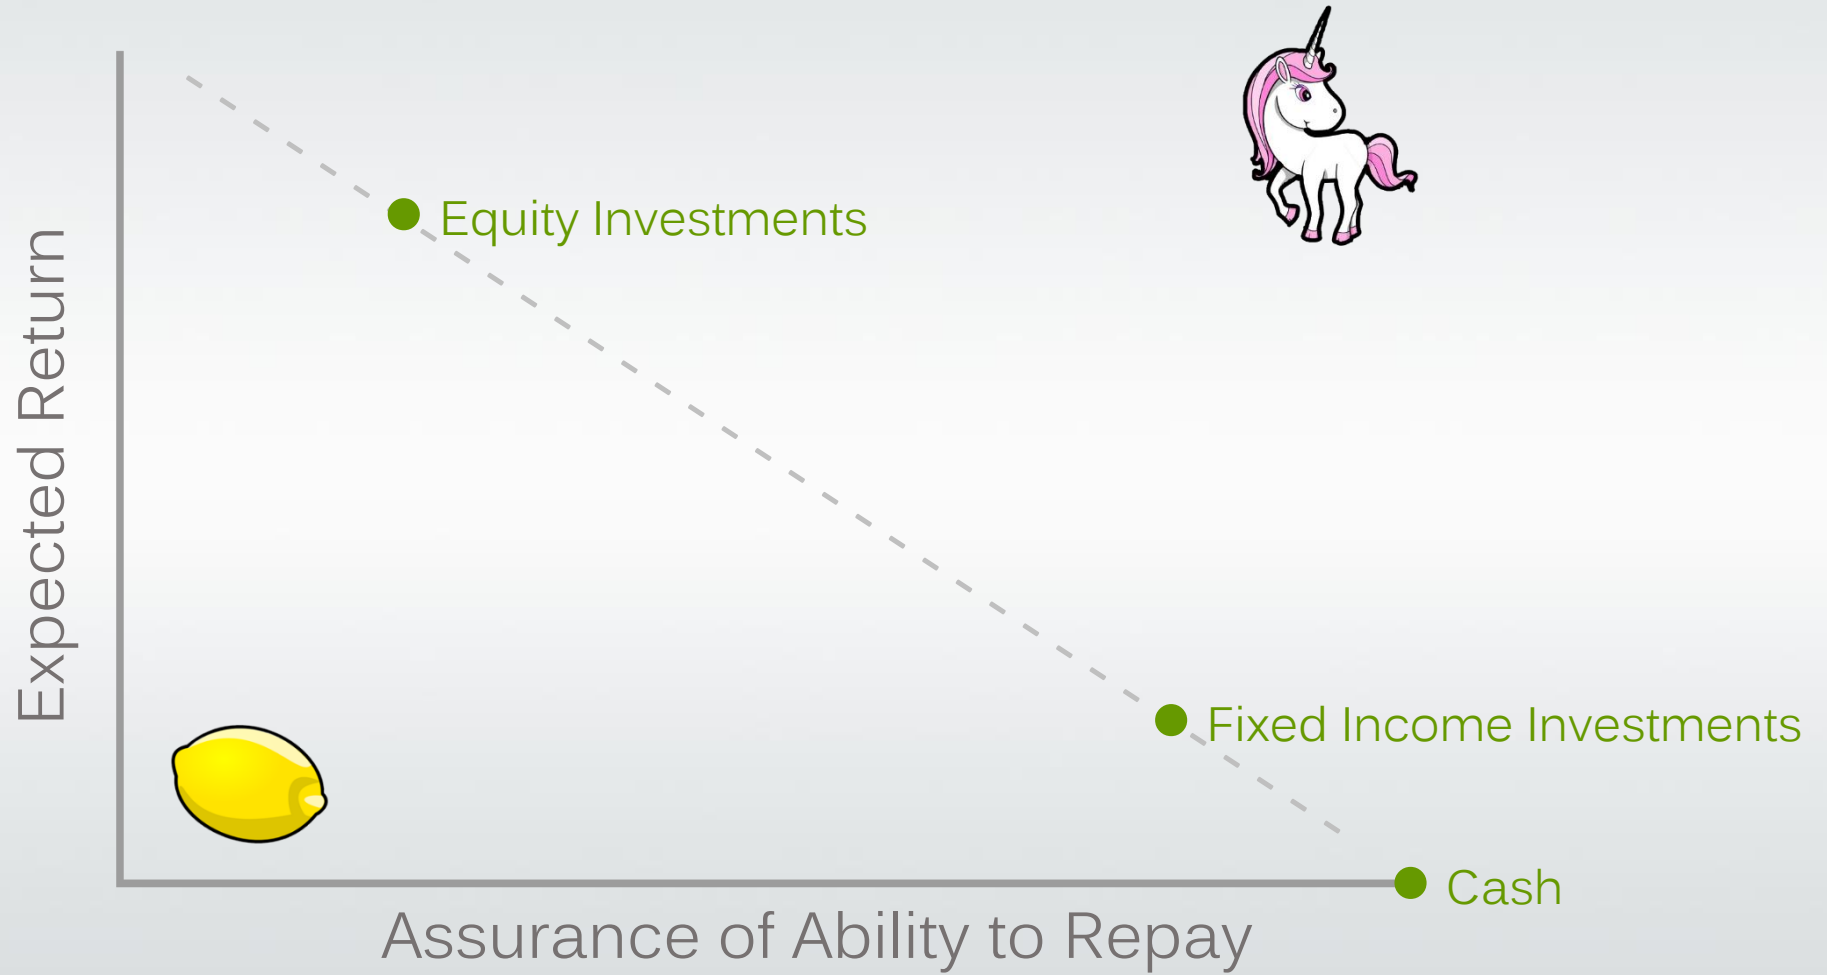 Equity Investments
Expected Return
Fixed Income Investments
Cash
Assurance of Ability to Repay